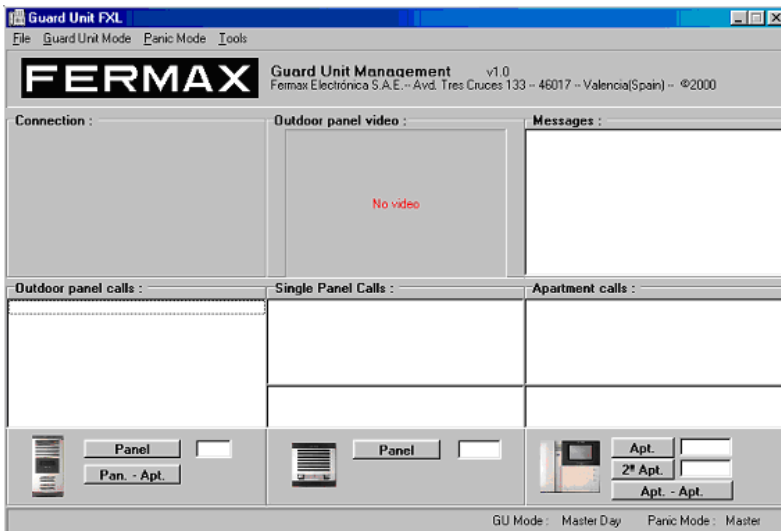 Guard Unit FXL
File Guard Unit Mode Panic Mode Tools
FERMAX
Guard Unit Management v1.0
Fermax Electrónica S.A.E.-- Avd. Tres Cruces 133 -- 46017 -- Valencia(Spain) -- ©2000
Connection :
Outdoor panel video :
Messages :
No video
Outdoor panel calls :
Single Panel Calls :
Apartment calls :
Panel
Pan. - Apt.
Panel
Apt.
2ª Apt.
Apt. - Apt.
GU Mode : Master Day Panic Mode : Master